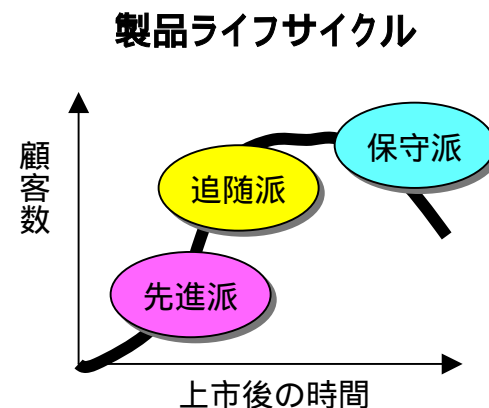 製品ライフサイクル
顧客数
保守派
追随派
先進派
上市後の時間